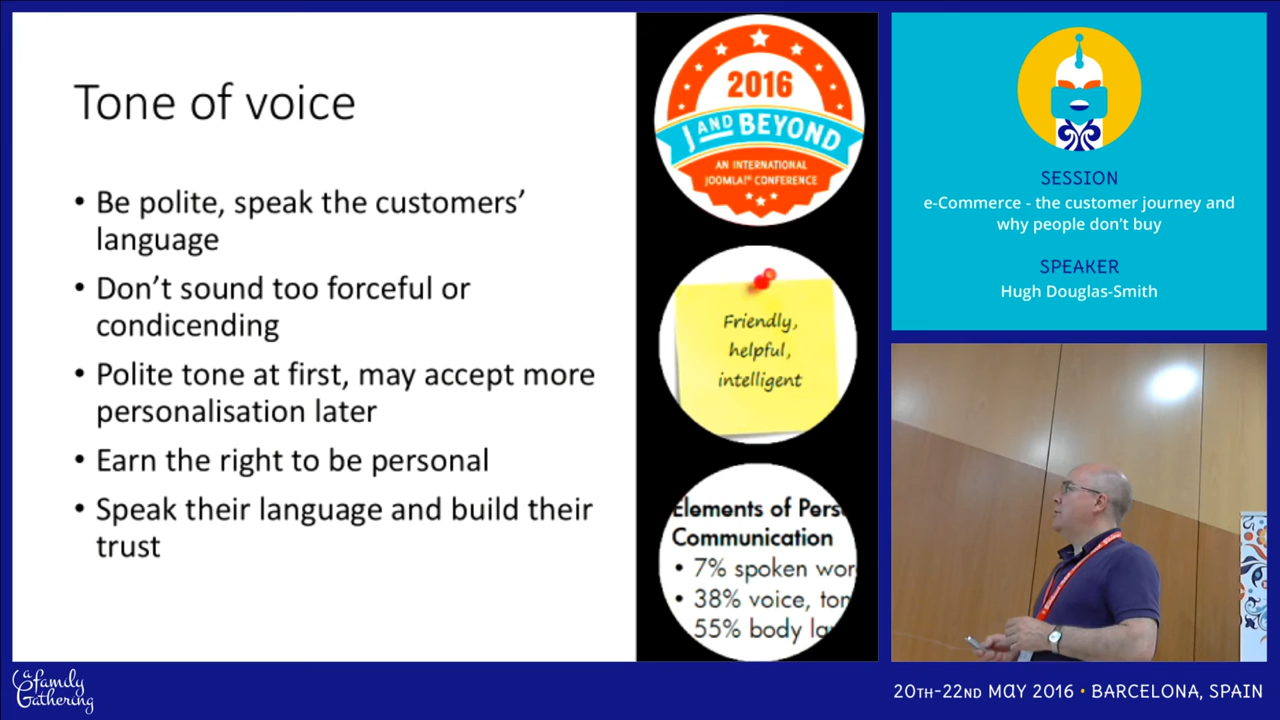 Tone of voice
• Be polite, speak the customers’
language
• Don’t sound too forceful or
condicending
• Polite tone at first, may accept more
personalisation later
• Earn the right to be personal
• Speak their language and build their
trust
2016
J AND BEYOND
AN INTERNATIONAL
JOOMLA!® CONFERENCE
Friendly,
helpful,
intelligent
Elements of Pers
Communication
• 7% spoken wor
• 38% voice, ton
55% body la
SESSION
e-Commerce - the customer journey and
why people don’t buy
SPEAKER
Hugh Douglas-Smith
a family
Gathering
20TH-22ND MAY 2016 • BARCELONA, SPAIN